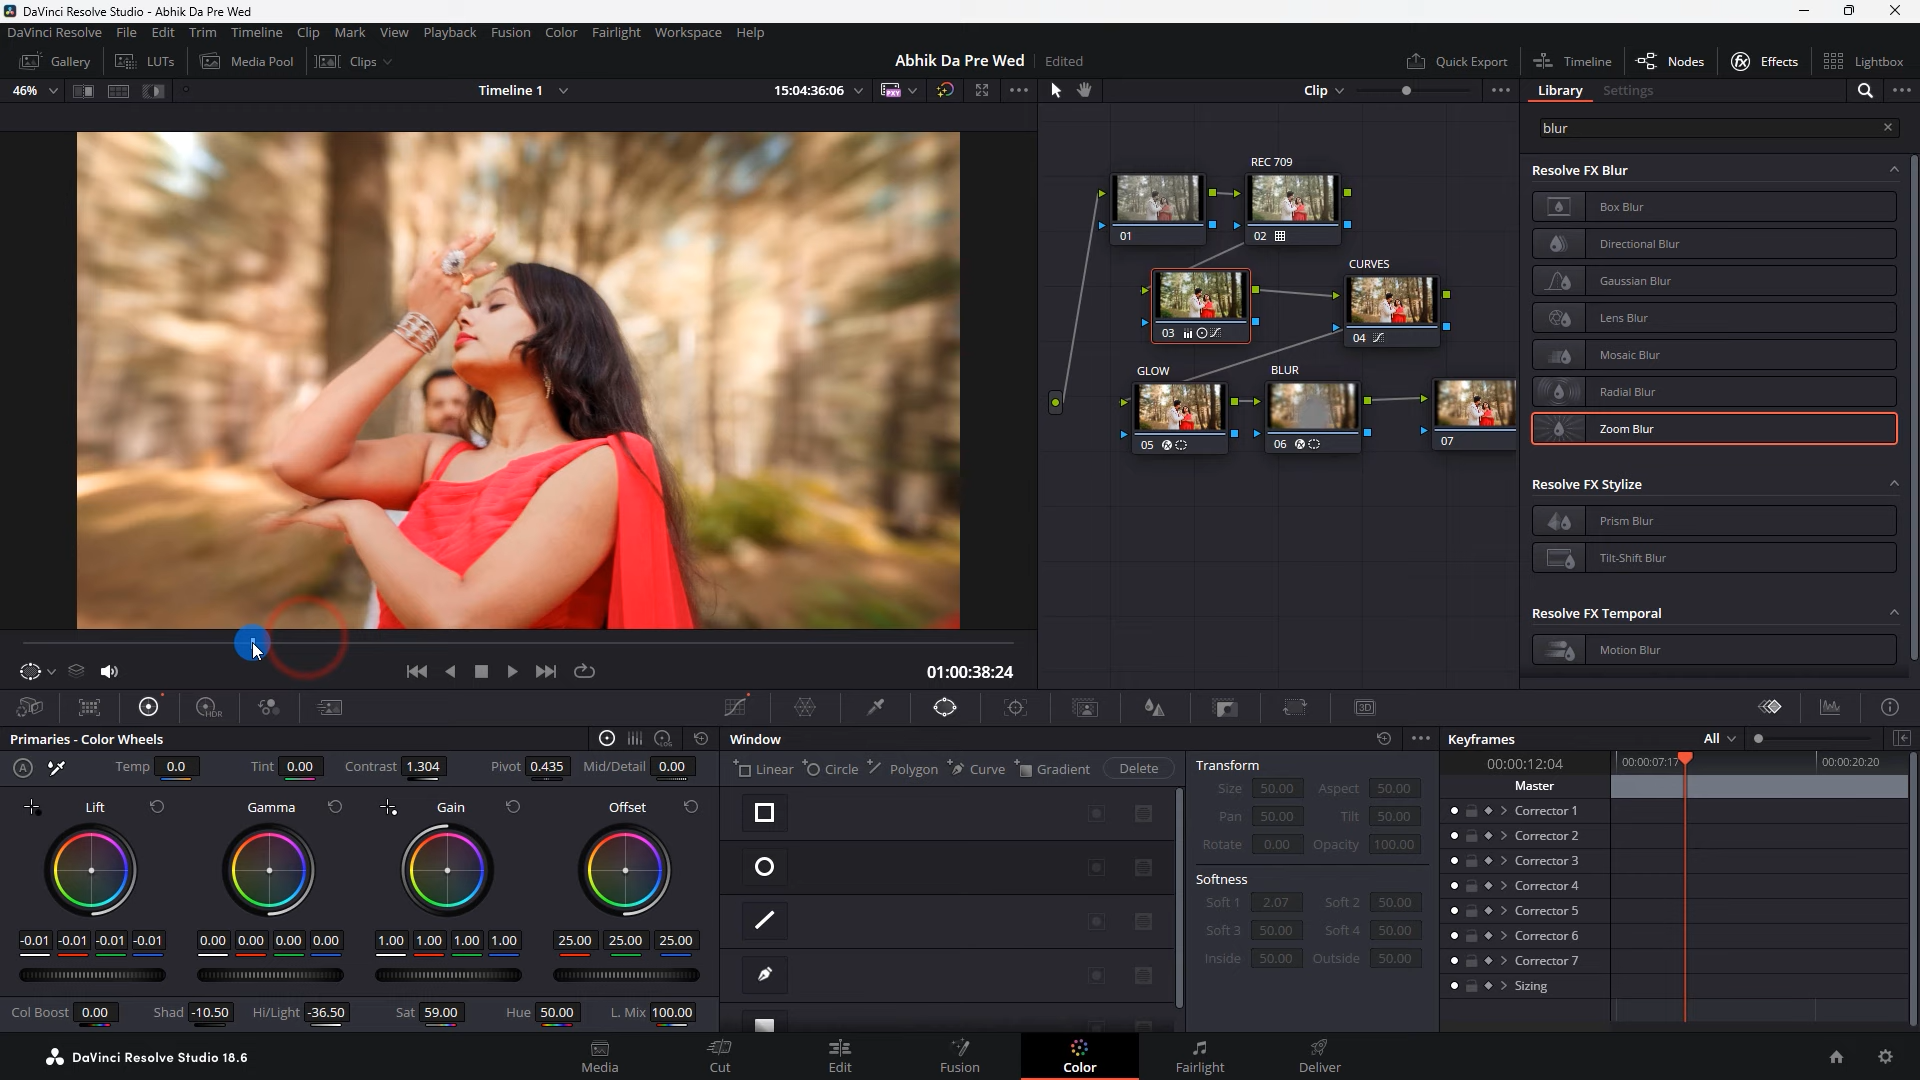 DaVinci Resolve Studio - Abhik Da Pre Wed
DaVinci Resolve File Edit Trim Timeline Clip Mark View Playback Fusion Color Fairlight Workspace Help
Gallery LUTs Media Pool Clips Abhik Da Pre Wed Edited Quick Export Timeline Nodes Effects Lightbox
46% Timeline 1 15:04:36:06 Clip Library Settings
blur
REC 709
01 02
CURVES
03 04
GLOW BLUR
05 06 07
Resolve FX Blur
Box Blur
Directional Blur
Gaussian Blur
Lens Blur
Mosaic Blur
Radial Blur
Zoom Blur
Resolve FX Stylize
Prism Blur
Tilt-Shift Blur
Resolve FX Temporal
Motion Blur
01:00:38:24
HDR 3D
Primaries - Color Wheels
LOG
A Temp 0.0 Tint 0.00 Contrast 1.304 Pivot 0.435 Mid/Detail 0.00
Lift Gamma Gain Offset
-0.01 -0.01 -0.01 -0.01 0.00 0.00 0.00 0.00 1.00 1.00 1.00 1.00 25.00 25.00 25.00
Col Boost 0.00 Shad -10.50 Hi/Light -36.50 Sat 59.00 Hue 50.00 L. Mix 100.00
Window
Linear Circle Polygon Curve Gradient Delete
Transform
Size 50.00 Aspect 50.00
Pan 50.00 Tilt 50.00
Rotate 0.00 Opacity 100.00
Softness
Soft 1 2.07 Soft 2 50.00
Soft 3 50.00 Soft 4 50.00
Inside 50.00 Outside 50.00
Keyframes All
00:00:12:04 00:00:07:17 00:00:20:20
Master
Corrector 1
Corrector 2
Corrector 3
Corrector 4
Corrector 5
Corrector 6
Corrector 7
Sizing
DaVinci Resolve Studio 18.6
Media Cut Edit Fusion Color Fairlight Deliver